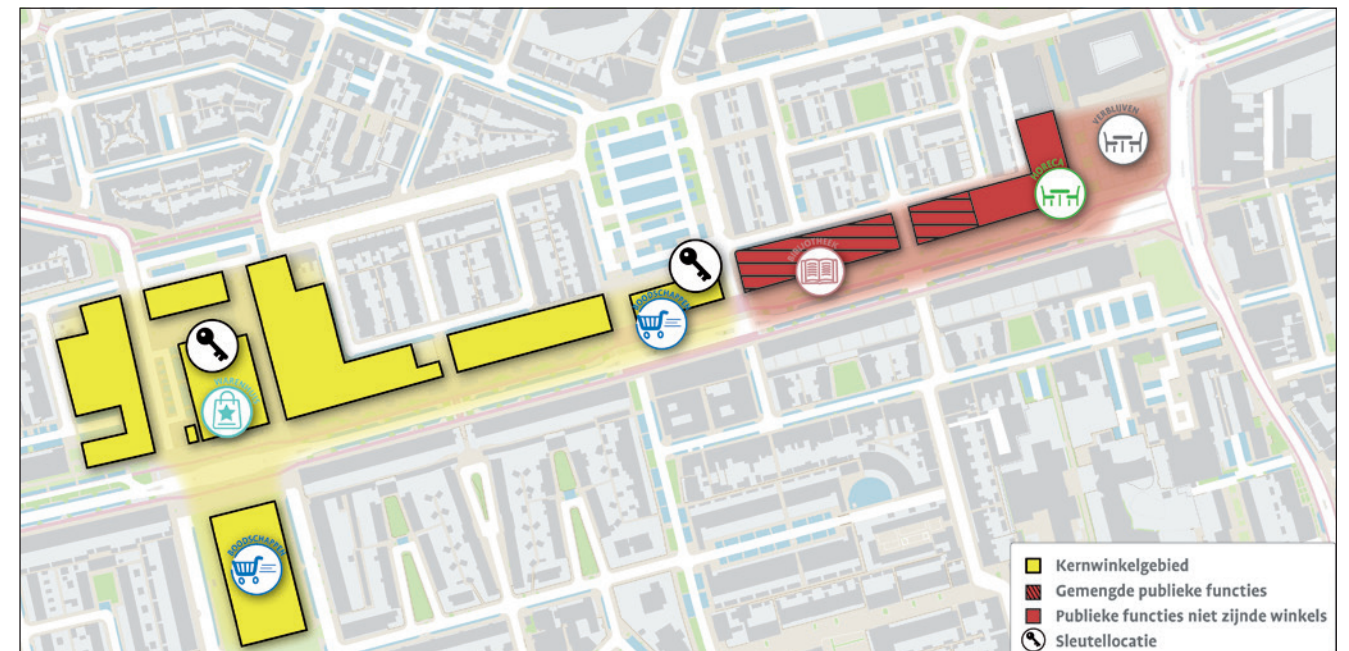 VERBLIJVEN
HORECA
BIBLIOTHEEK
BOODSCHAPPEN
WARENHUIS
BOODSCHAPPEN
Kernwinkelgebied
Gemengde publieke functies
Publieke functies niet zijnde winkels
Sleutellocatie